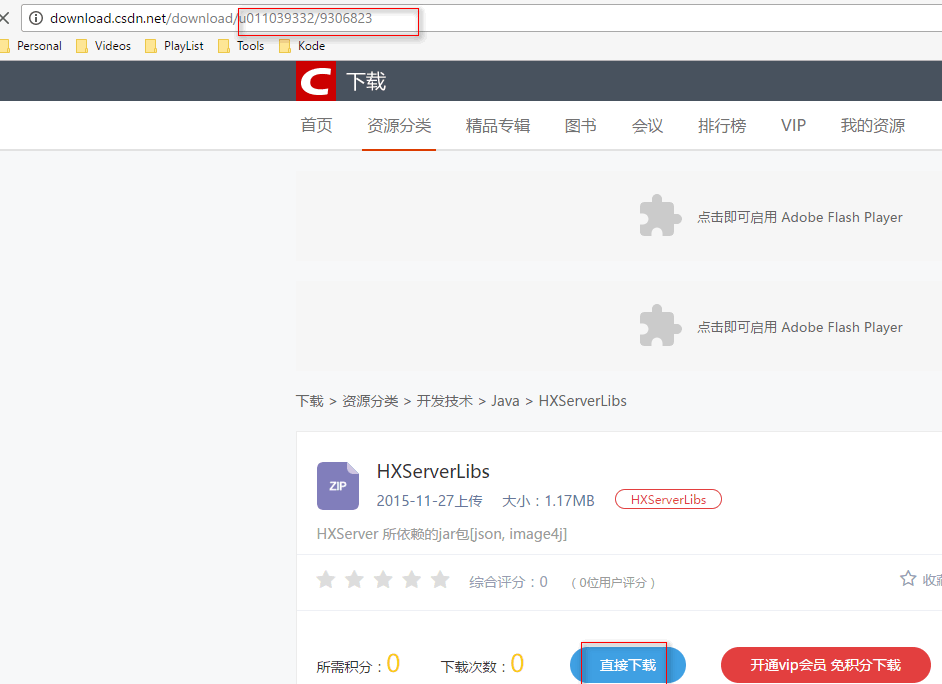 download.csdn.net/download/u011039332/9306823
Personal Videos PlayList Tools Kode
C 下载
首页 资源分类 精品专辑 图书 会议 排行榜 VIP 我的资源
点击即可启用 Adobe Flash Player
点击即可启用 Adobe Flash Player
下载 > 资源分类 > 开发技术 > Java > HXServerLibs
ZIP HXServerLibs
2015-11-27上传 大小：1.17MB HXServerLibs
HXServer 所依赖的jar包[json, image4j]
综合评分：0 （0位用户评分） 收藏
所需积分：0 下载次数：0 直接下载 开通vip会员 免积分下载